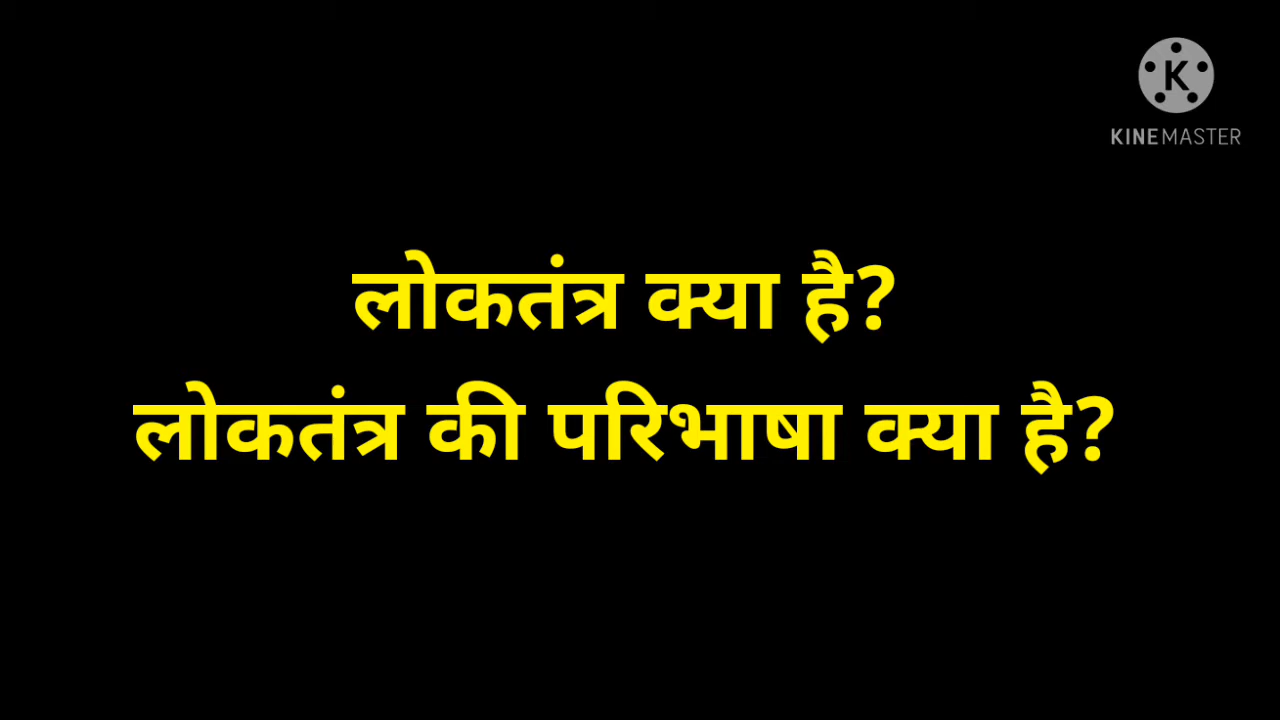 K
KINEMASTER
लोकतंत्र क्या है?
लोकतंत्र की परिभाषा क्या है?